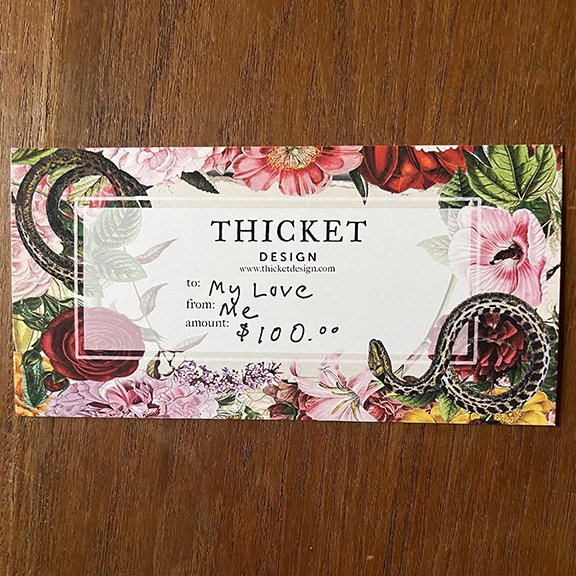 THICKET
DESIGN
www.thicketdesign.com
to: My Love
from: Me
amount: $100.00